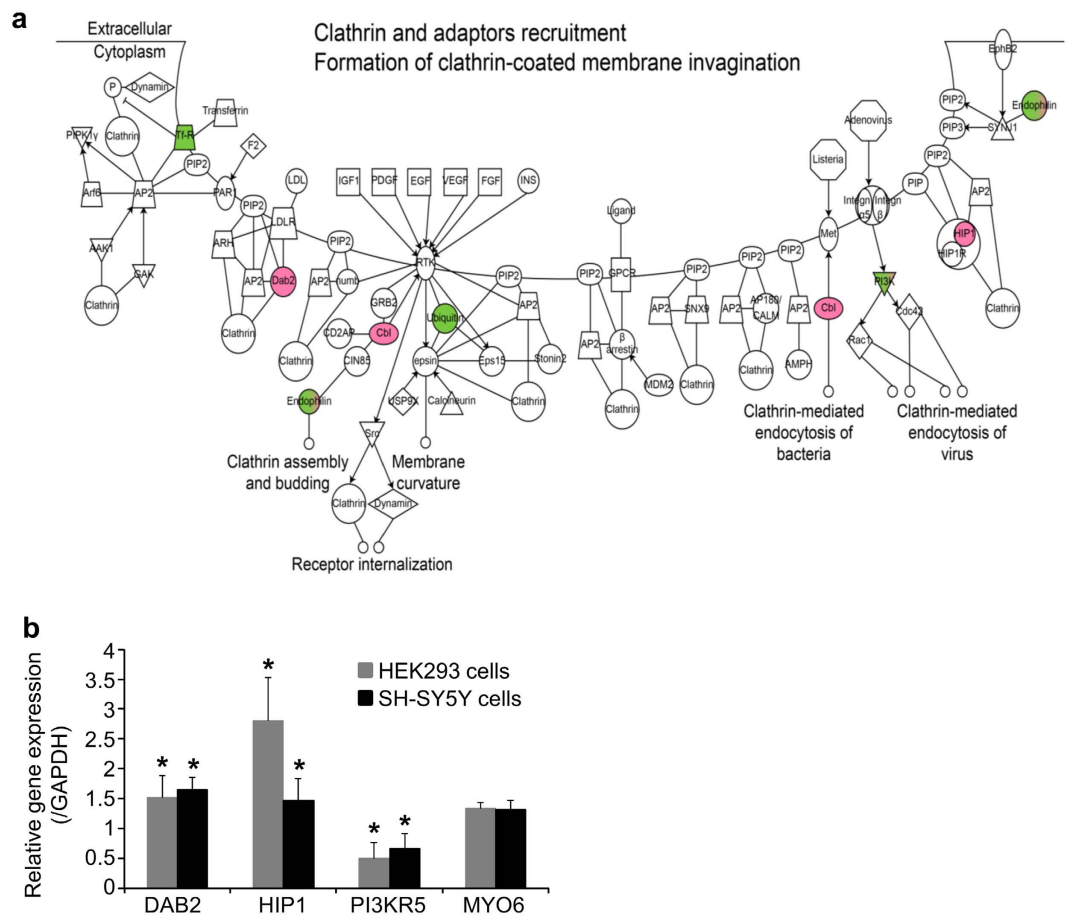 a
Extracellular
Cytoplasm
Clathrin and adaptors recruitment
Formation of clathrin-coated membrane invagination
P
Dynamin
Transferrin
PIPK1γ
Clathrin
Tf-R
F2
PIP2
Arf6
AP2
PAR1
AAK1
GAK
Clathrin
LDL
PIP2
LDLR
ARH
AP2
Dab2
Clathrin
IGF1
PDGF
EGF
VEGF
FGF
INS
PIP2
RTK
AP2
numb
Clathrin
GRB2
CD2AP
Cbl
CIN85
Endophilin
Ubiquitin
PIP2
AP2
epsin
Eps15
Stonin2
USP9X
Calcineurin
Clathrin
Src
Clathrin
Dynamin
Clathrin assembly
and budding
Membrane
curvature
Receptor internalization
Ligand
PIP2
GPCR
AP2
β
arrestin
MDM2
Clathrin
PIP2
AP2
SNX9
Clathrin
PIP2
AP2
AP180/
CALM
Clathrin
PIP2
AP2
AMPH
Adenovirus
Listeria
Integrin
α5
Integrin
β
Met
Cbl
PI3K
Cdc42
Rac1
Clathrin-mediated
endocytosis of
bacteria
Clathrin-mediated
endocytosis of
virus
EphB2
PIP2
Endophilin
PIP3
SYNJ1
PIP2
PIP
AP2
HIP1
HIP1R
Clathrin
b
Relative gene expression
(/GAPDH)
4
3.5
3
2.5
2
1.5
1
0.5
0
HEK293 cells
SH-SY5Y cells
* * * * * *
DAB2 HIP1 PI3KR5 MYO6